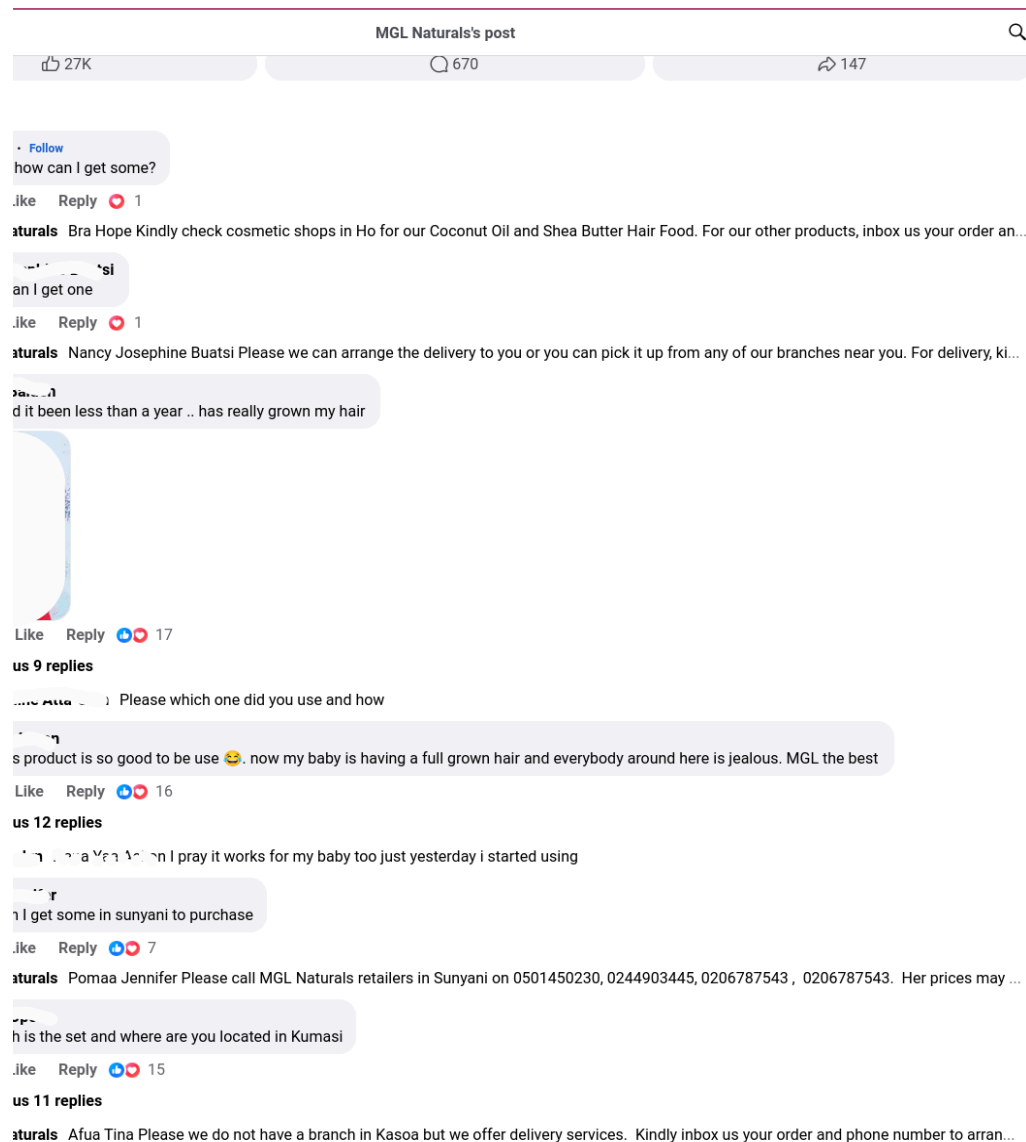 MGL Naturals's post
27K
670
147
· Follow
how can I get some?
Like Reply 1
aturals Bra Hope Kindly check cosmetic shops in Ho for our Coconut Oil and Shea Butter Hair Food. For our other products, inbox us your order an...
tsi
an I get one
Like Reply 1
aturals Nancy Josephine Buatsi Please we can arrange the delivery to you or you can pick it up from any of our branches near you. For delivery, ki...
d it been less than a year .. has really grown my hair
Like Reply 17
us 9 replies
Atta Please which one did you use and how
n
s product is so good to be use 😂. now my baby is having a full grown hair and everybody around here is jealous. MGL the best
Like Reply 16
us 12 replies
Yaa I pray it works for my baby too just yesterday i started using
n I get some in sunyani to purchase
Like Reply 7
aturals Pomaa Jennifer Please call MGL Naturals retailers in Sunyani on 0501450230, 0244903445, 0206787543 , 0206787543. Her prices may ...
h is the set and where are you located in Kumasi
Like Reply 15
us 11 replies
aturals Afua Tina Please we do not have a branch in Kasoa but we offer delivery services. Kindly inbox us your order and phone number to arran...